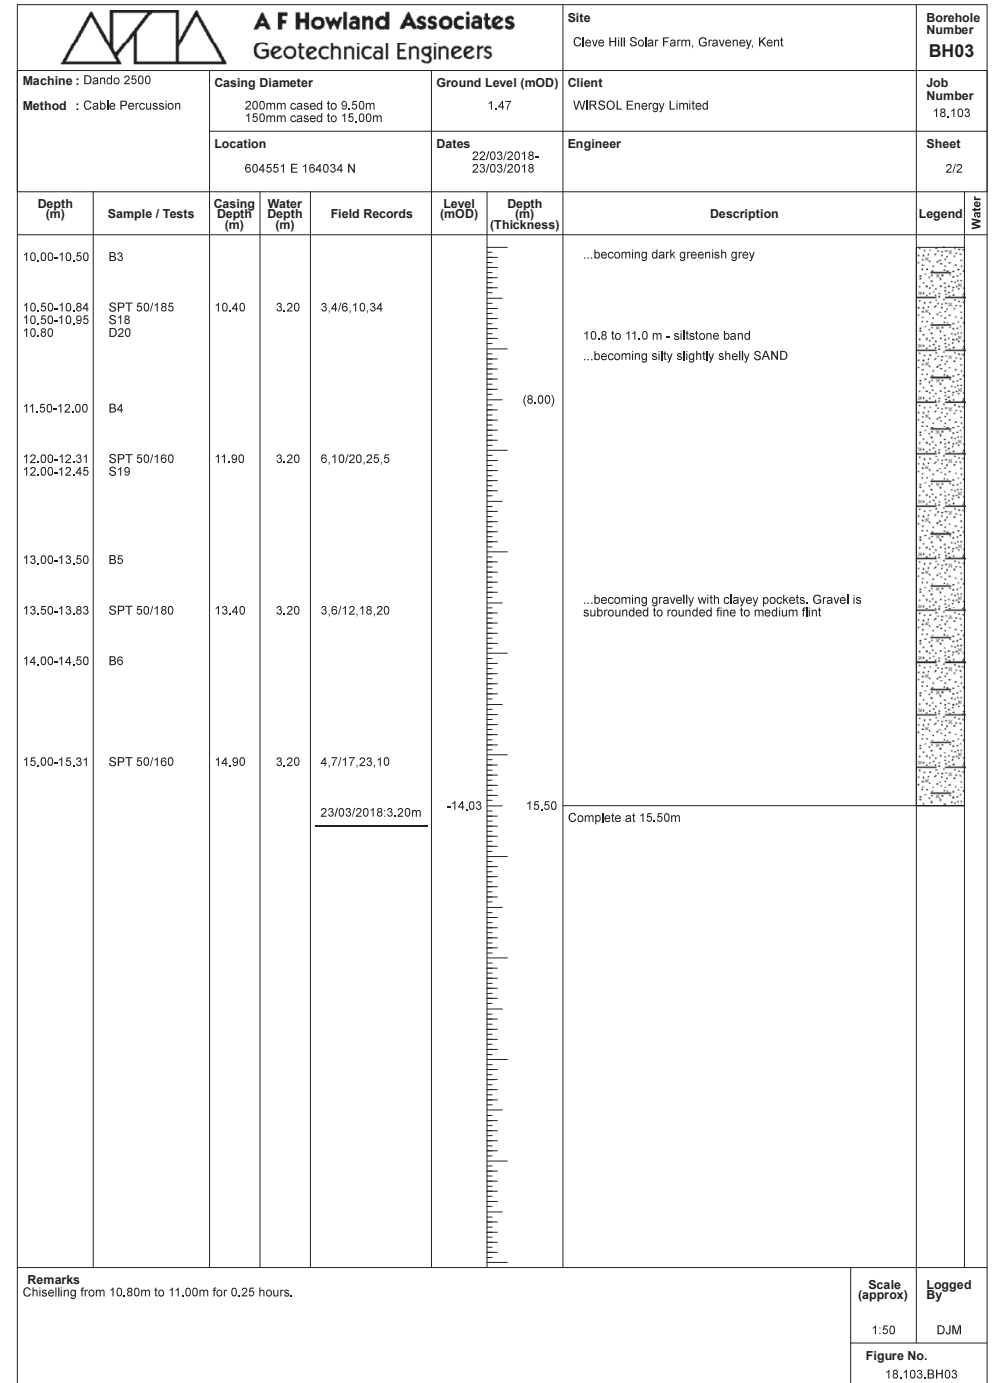 A F Howland Associates
Geotechnical Engineers
Site
Cleve Hill Solar Farm, Graveney, Kent
Borehole
Number
BH03
Machine : Dando 2500
Method : Cable Percussion
Casing Diameter
200mm cased to 9.50m
150mm cased to 15.00m
Ground Level (mOD)
1.47
Client
WIRSOL Energy Limited
Job
Number
18.103
Location
604551 E 164034 N
Dates
22/03/2018-
23/03/2018
Engineer
Sheet
2/2
Depth (m) Sample / Tests Casing Depth (m) Water Depth (m) Field Records Level (mOD) Depth (m) (Thickness) Description Legend Water
10.00-10.50 B3 ...becoming dark greenish grey
10.50-10.84 SPT 50/185 10.40 3.20 3,4/6,10,34
10.50-10.95 S18
10.80 D20
10.8 to 11.0 m - siltstone band
...becoming silty slightly shelly SAND
(8.00)
11.50-12.00 B4
12.00-12.31 SPT 50/160 11.90 3.20 6,10/20,25,5
12.00-12.45 S19
13.00-13.50 B5
...becoming gravelly with clayey pockets. Gravel is
13.50-13.83 SPT 50/180 13.40 3.20 3,6/12,18,20 subrounded to rounded fine to medium flint
14.00-14.50 B6
15.00-15.31 SPT 50/160 14.90 3.20 4,7/17,23,10
-14.03 15.50
23/03/2018:3.20m
Complete at 15.50m
Remarks
Chiselling from 10.80m to 11.00m for 0.25 hours.
Scale
(approx)
1:50
Logged
By
DJM
Figure No.
18.103.BH03